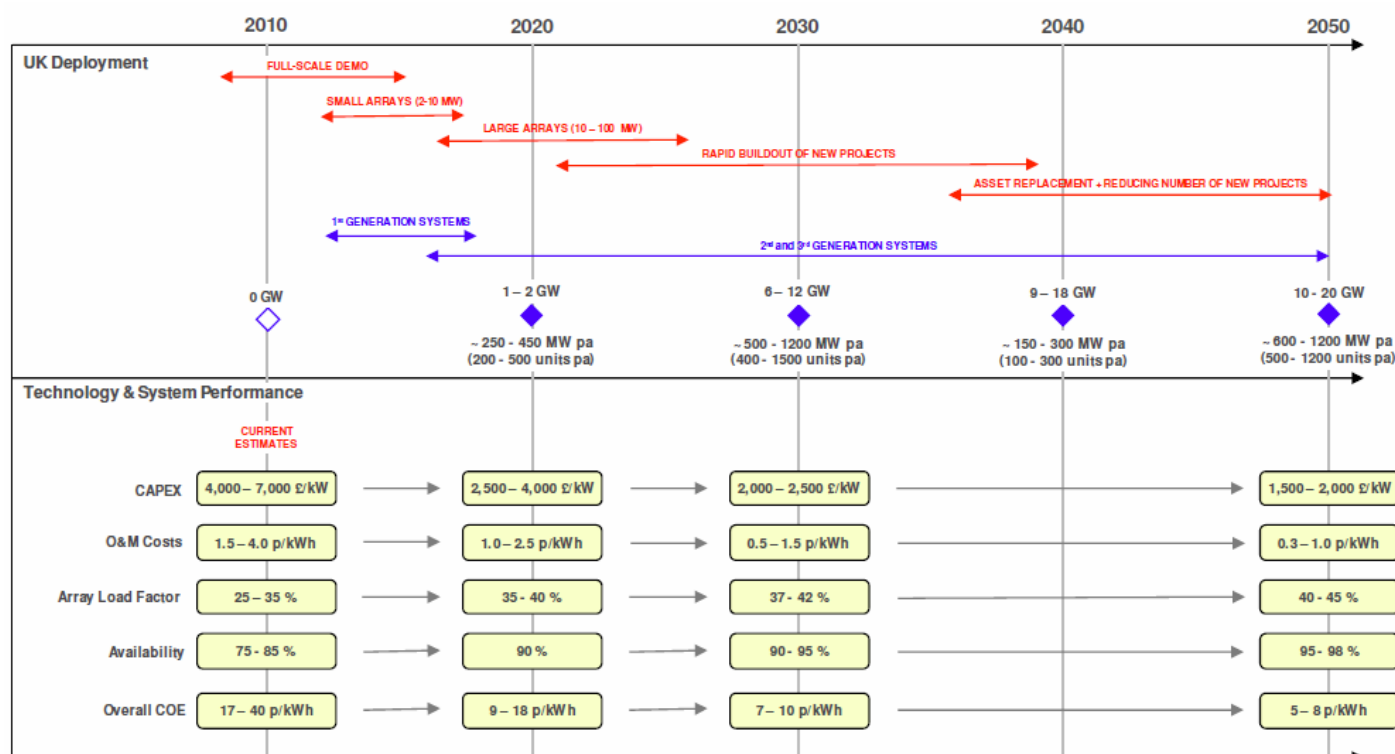 2010 2020 2030 2040 2050
UK Deployment
FULL-SCALE DEMO
SMALL ARRAYS (2-10 MW)
LARGE ARRAYS (10 – 100 MW)
RAPID BUILDOUT OF NEW PROJECTS
ASSET REPLACEMENT + REDUCING NUMBER OF NEW PROJECTS
1st GENERATION SYSTEMS
2nd and 3rd GENERATION SYSTEMS
0 GW 1 – 2 GW 6 – 12 GW 9 – 18 GW 10 - 20 GW
~ 250 - 450 MW pa ~ 500 - 1200 MW pa ~ 150 - 300 MW pa ~ 600 - 1200 MW pa
(200 - 500 units pa) (400 - 1500 units pa) (100 - 300 units pa) (500 - 1200 units pa)
Technology & System Performance
CURRENT
ESTIMATES
CAPEX 4,000 – 7,000 £/kW 2,500 – 4,000 £/kW 2,000 – 2,500 £/kW 1,500 – 2,000 £/kW
O&M Costs 1.5 – 4.0 p/kWh 1.0 – 2.5 p/kWh 0.5 – 1.5 p/kWh 0.3 – 1.0 p/kWh
Array Load Factor 25 – 35 % 35 - 40 % 37 - 42 % 40 - 45 %
Availability 75 - 85 % 90 % 90 - 95 % 95 - 98 %
Overall COE 17 – 40 p/kWh 9 – 18 p/kWh 7 – 10 p/kWh 5 – 8 p/kWh